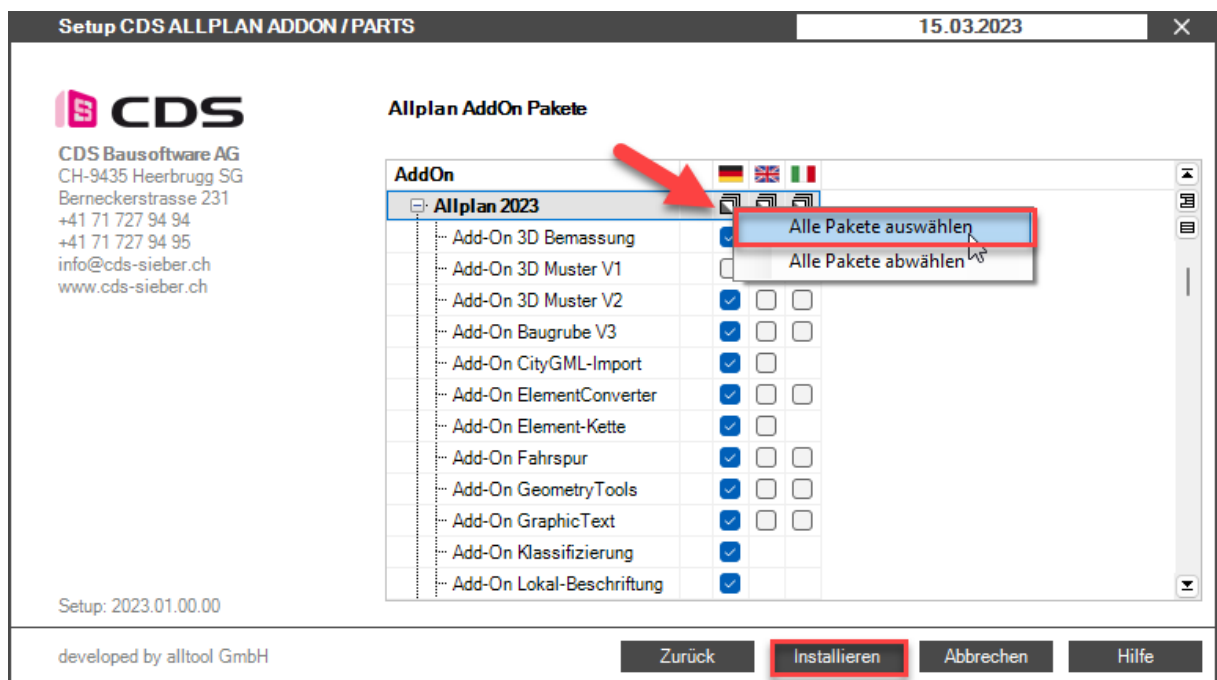 Setup CDS ALLPLAN ADDON / PARTS
15.03.2023
CDS
CDS Bausoftware AG
CH-9435 Heerbrugg SG
Berneckerstrasse 231
+41 71 727 94 94
+41 71 727 94 95
info@cds-sieber.ch
www.cds-sieber.ch
Allplan AddOn Pakete
AddOn
Allplan 2023
Alle Pakete auswählen
Alle Pakete abwählen
Add-On 3D Bemassung
Add-On 3D Muster V1
Add-On 3D Muster V2
Add-On Baugrube V3
Add-On CityGML-Import
Add-On ElementConverter
Add-On Element-Kette
Add-On Fahrspur
Add-On GeometryTools
Add-On GraphicText
Add-On Klassifizierung
Add-On Lokal-Beschriftung
Setup: 2023.01.00.00
developed by alltool GmbH
Zurück
Installieren
Abbrechen
Hilfe